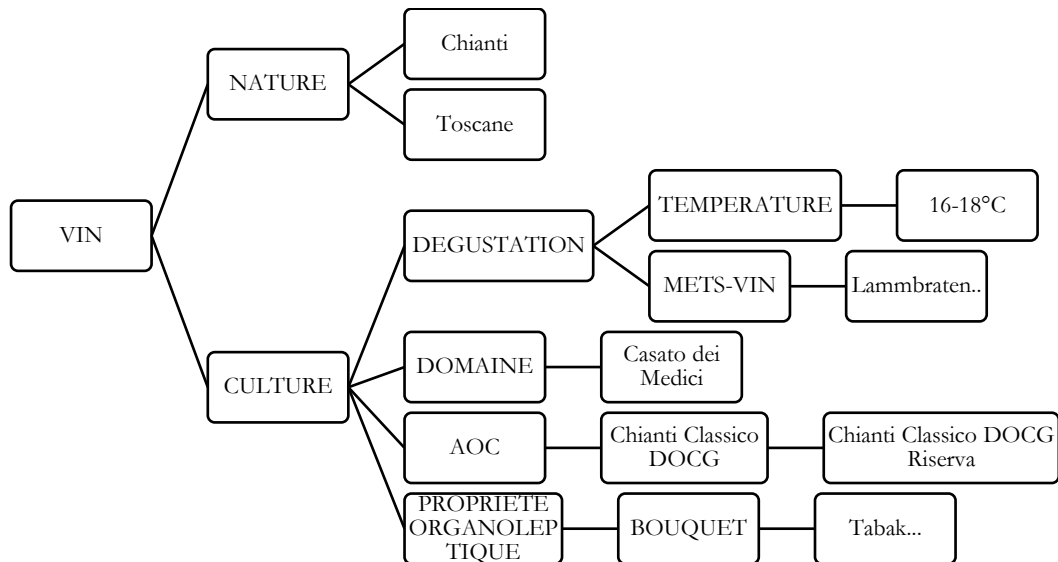 VIN
NATURE
Chianti
Toscane
CULTURE
DEGUSTATION
TEMPERATURE
16-18°C
METS-VIN
Lammbraten..
DOMAINE
Casato dei
Medici
AOC
Chianti Classico
DOCG
Chianti Classico DOCG
Riserva
PROPRIETE
ORGANOLEP
TIQUE
BOUQUET
Tabak...